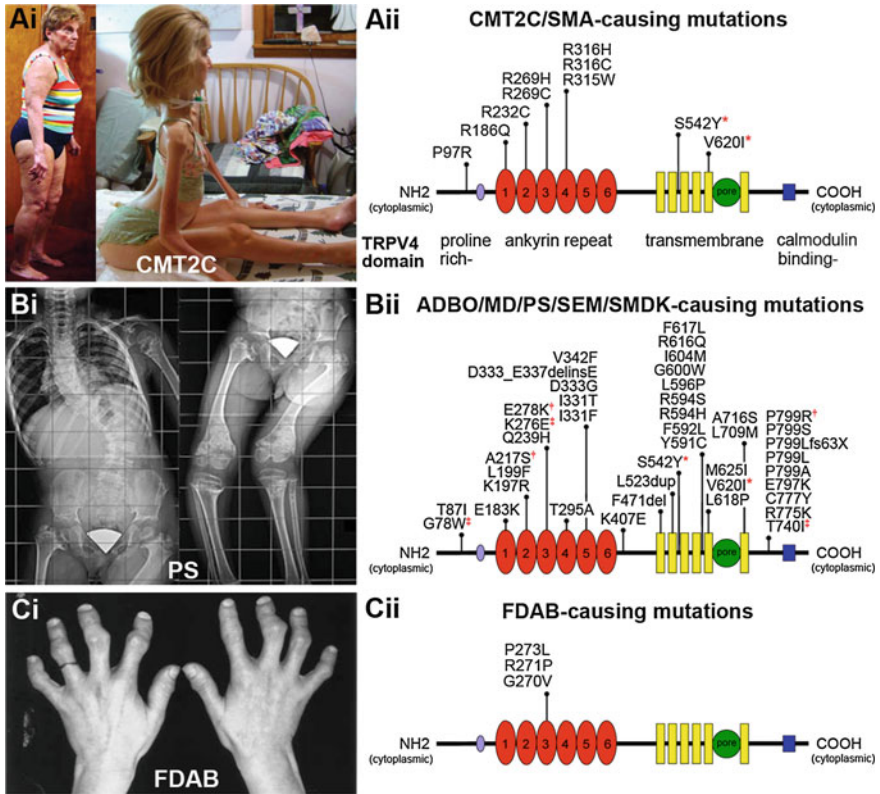 Ai
CMT2C
Aii
CMT2C/SMA-causing mutations
R316H
R316C
R315W
R269H
R269C
R232C
R186Q
P97R
S542Y*
V620I*
NH2
(cytoplasmic)
1 2 3 4 5 6
pore
COOH
(cytoplasmic)
TRPV4 domain
proline rich-
ankyrin repeat
transmembrane
calmodulin binding-
Bi
PS
Bii
ADBO/MD/PS/SEM/SMDK-causing mutations
V342F
D333_E337delinsE
D333G
I331T
I331F
E278K†
K276E‡
Q239H
A217S†
L199F
K197R
T87I
G78W‡
E183K
T295A
K407E
F617L
R616Q
I604M
G600W
L596P
R594S
R594H
F592L
Y591C
S542Y*
L523dup
F471del
A716S
L709M
M625I
V620I*
L618P
P799R†
P799S
P799Lfs63X
P799L
P799A
E797K
C777Y
R775K
T740I‡
NH2
(cytoplasmic)
1 2 3 4 5 6
pore
COOH
(cytoplasmic)
Ci
FDAB
Cii
FDAB-causing mutations
P273L
R271P
G270V
NH2
(cytoplasmic)
1 2 3 4 5 6
pore
COOH
(cytoplasmic)